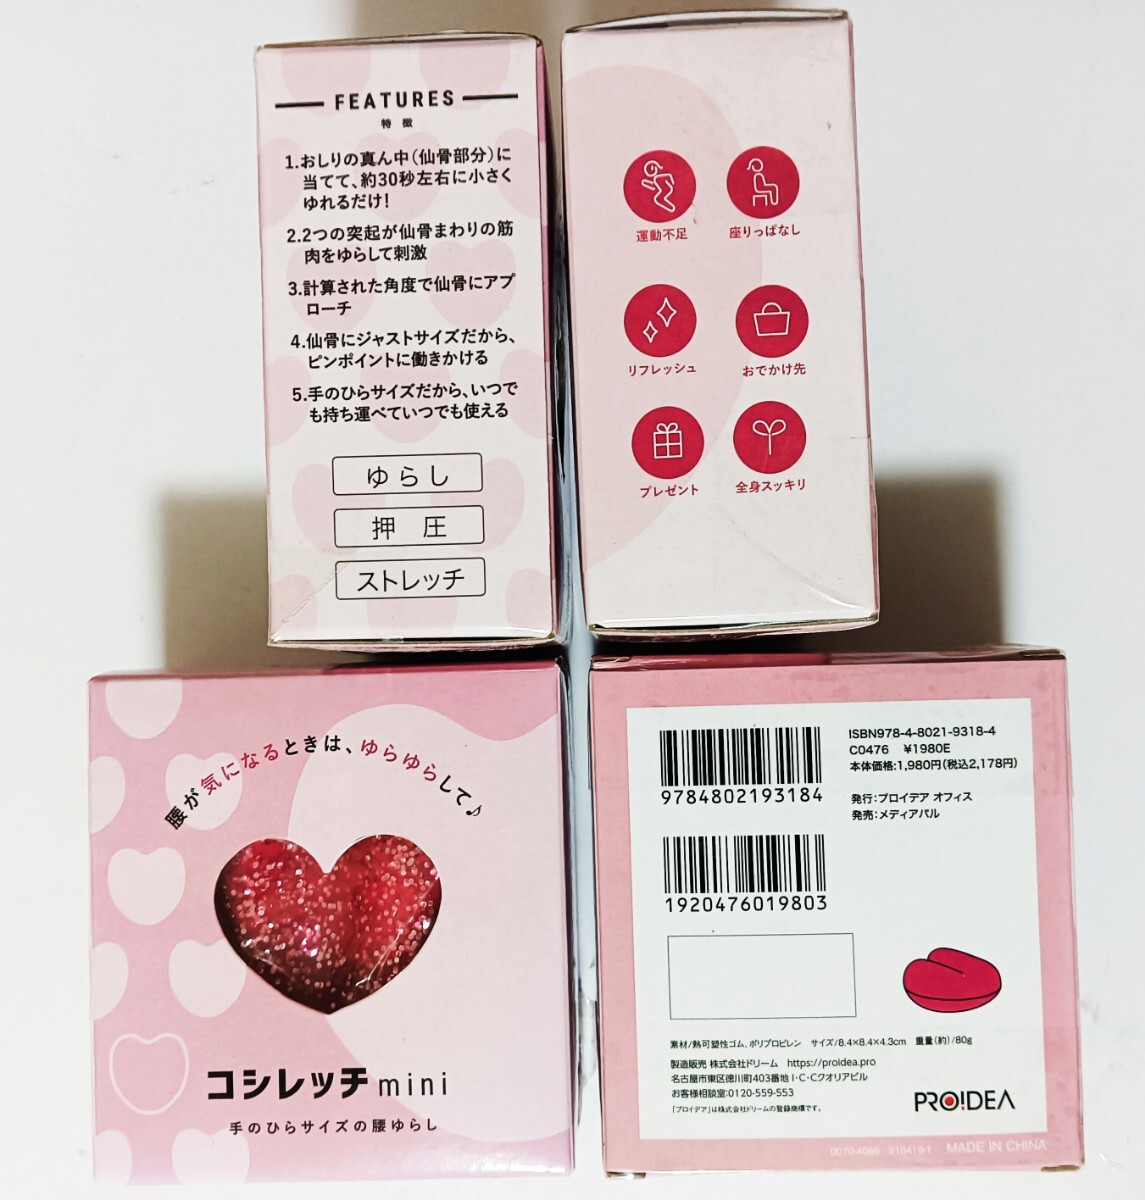 FEATURES
特 徴
1.おしりの真ん中（仙骨部分）に
当てて、約30秒左右に小さく
ゆれるだけ！
2.2つの突起が仙骨まわりの筋
肉をゆらして刺激
3.計算された角度で仙骨にアプ
ローチ
4.仙骨にジャストサイズだから、
ピンポイントに働きかける
5.手のひらサイズだから、いつで
も持ち運べていつでも使える
ゆらし
押 圧
ストレッチ
運動不足
座りっぱなし
リフレッシュ
おでかけ先
プレゼント
全身スッキリ
腰が気になるときは、ゆらゆらして♪
コシレッチmini
手のひらサイズの腰ゆらし
ISBN978-4-8021-9318-4
C0476 ¥1980E
本体価格:1,980円（税込2,178円）
9784802193184
発行：プロイデア オフィス
発売：メディアパル
1920476019803
素材/熱可塑性ゴム、ポリプロピレン サイズ/8.4×8.4×4.3cm 重量（約）/80g
製造販売 株式会社ドリーム https://proidea.pro
名古屋市東区徳川町403番地 I・C・Cクオリアビル
お客様相談室:0120-559-553
「プロイデア」は株式会社ドリームの登録商標です。
PRO!DEA
0070-4066 210419-1 MADE IN CHINA